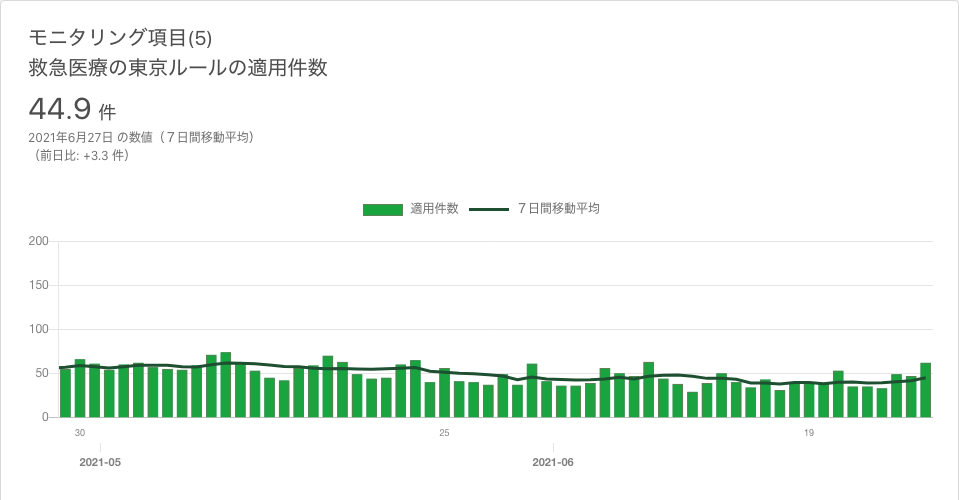 モニタリング項目(5)
救急医療の東京ルールの適用件数
44.9 件
2021年6月27日 の数値（７日間移動平均）
（前日比: +3.3 件）
適用件数 ７日間移動平均
200
150
100
50
0
30 25 19
2021-05 2021-06